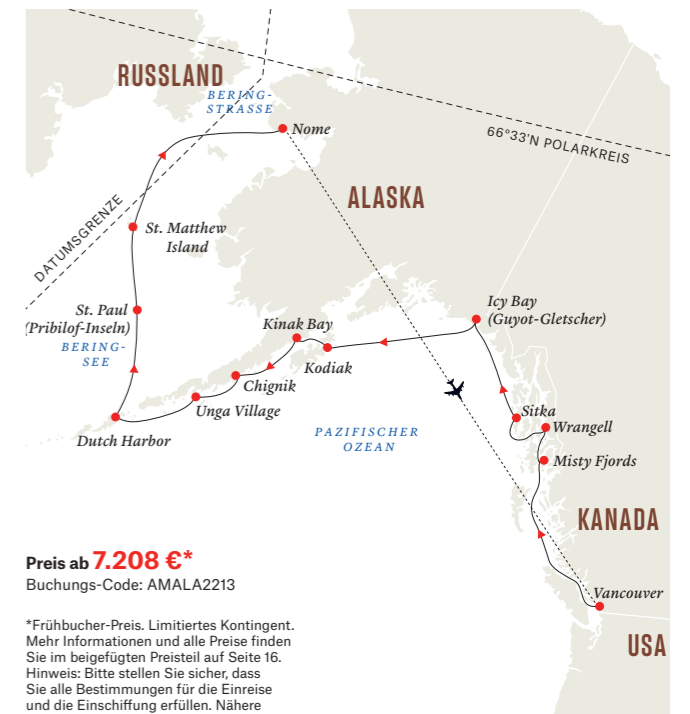 RUSSLAND
BERING-
STRASSE
Nome
66°33'N POLARKREIS
ALASKA
DATUMSGRENZE
St. Matthew
Island
St. Paul
(Pribilof-Inseln)
BERING-
SEE
Icy Bay
(Guyot-Gletscher)
Kinak Bay
Kodiak
Chignik
Unga Village
Dutch Harbor
Sitka
Wrangell
PAZIFISCHER
OZEAN
Misty Fjords
KANADA
Vancouver
USA
Preis ab 7.208 €*
Buchungs-Code: AMALA2213
*Frühbucher-Preis. Limitiertes Kontingent.
Mehr Informationen und alle Preise finden
Sie im beigefügten Preisteil auf Seite 16.
Hinweis: Bitte stellen Sie sicher, dass
Sie alle Bestimmungen für die Einreise
und die Einschiffung erfüllen. Nähere